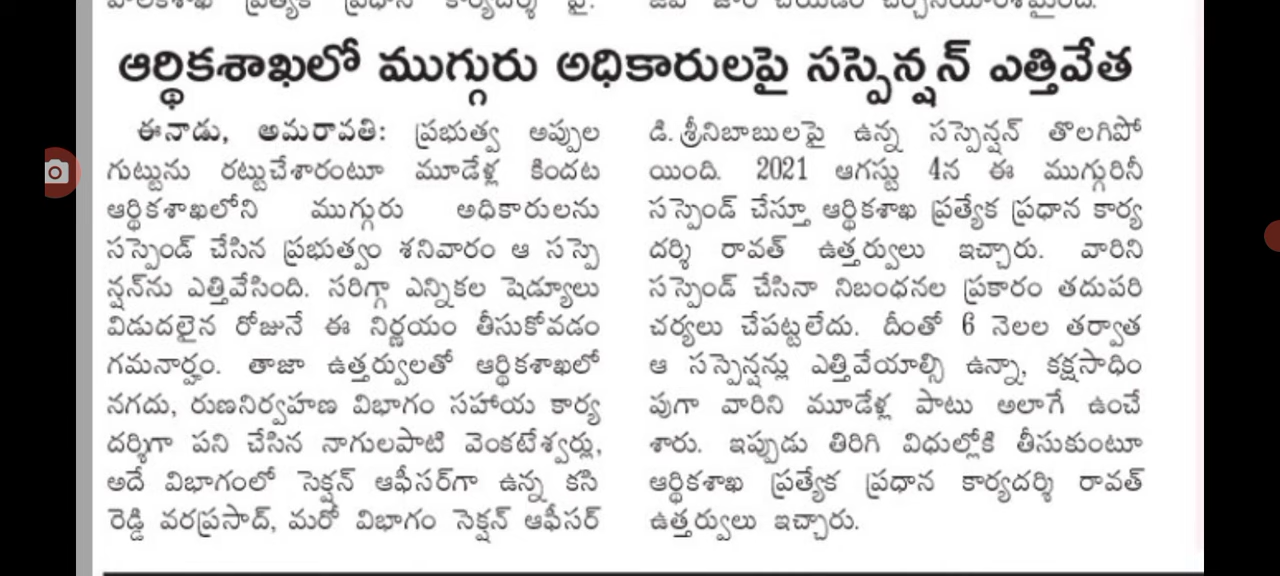 ఆర్థికశాఖలో ముగ్గురు అధికారులపై సస్పెన్షన్ ఎత్తివేత
ఈనాడు, అమరావతి: ప్రభుత్వ అప్పుల
గుట్టును రట్టుచేశారంటూ మూడేళ్ల కిందట
ఆర్థికశాఖలోని ముగ్గురు అధికారులను
సస్పెండ్ చేసిన ప్రభుత్వం శనివారం ఆ సస్పె
న్షన్‌ను ఎత్తివేసింది. సరిగ్గా ఎన్నికల షెడ్యూలు
విడుదలైన రోజునే ఈ నిర్ణయం తీసుకోవడం
గమనార్హం. తాజా ఉత్తర్వులతో ఆర్థికశాఖలో
నగదు, రుణనిర్వహణ విభాగం సహాయ కార్య
దర్శిగా పని చేసిన నాగులపాటి వెంకటేశ్వర్లు,
అదే విభాగంలో సెక్షన్ ఆఫీసర్‌గా ఉన్న కసి
రెడ్డి వరప్రసాద్, మరో విభాగం సెక్షన్ ఆఫీసర్
డి.శ్రీనిబాబులపై ఉన్న సస్పెన్షన్ తొలగిపో
యింది. 2021 ఆగస్టు 4న ఈ ముగ్గురినీ
సస్పెండ్ చేస్తూ ఆర్థికశాఖ ప్రత్యేక ప్రధాన కార్య
దర్శి రావత్ ఉత్తర్వులు ఇచ్చారు. వారిని
సస్పెండ్ చేసినా నిబంధనల ప్రకారం తదుపరి
చర్యలు చేపట్టలేదు. దీంతో 6 నెలల తర్వాత
ఆ సస్పెన్షన్లు ఎత్తివేయాల్సి ఉన్నా, కక్షసాధిం
పుగా వారిని మూడేళ్ల పాటు అలాగే ఉంచే
శారు. ఇప్పుడు తిరిగి విధుల్లోకి తీసుకుంటూ
ఆర్థికశాఖ ప్రత్యేక ప్రధాన కార్యదర్శి రావత్
ఉత్తర్వులు ఇచ్చారు.